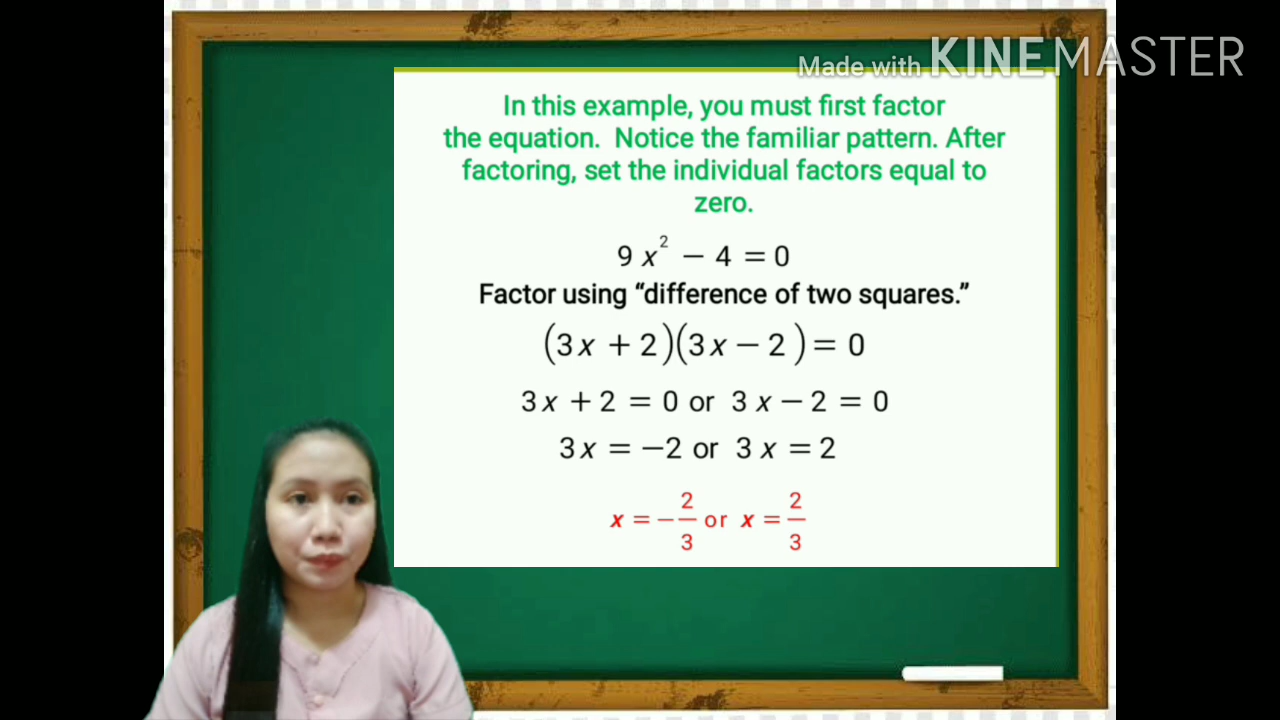 Made with KINEMASTER
In this example, you must first factor
the equation. Notice the familiar pattern. After
factoring, set the individual factors equal to
zero.
9 x² − 4 = 0
Factor using “difference of two squares.”
(3x + 2)(3x − 2) = 0
3x + 2 = 0 or 3x − 2 = 0
3x = −2 or 3x = 2
x = −2/3 or x = 2/3